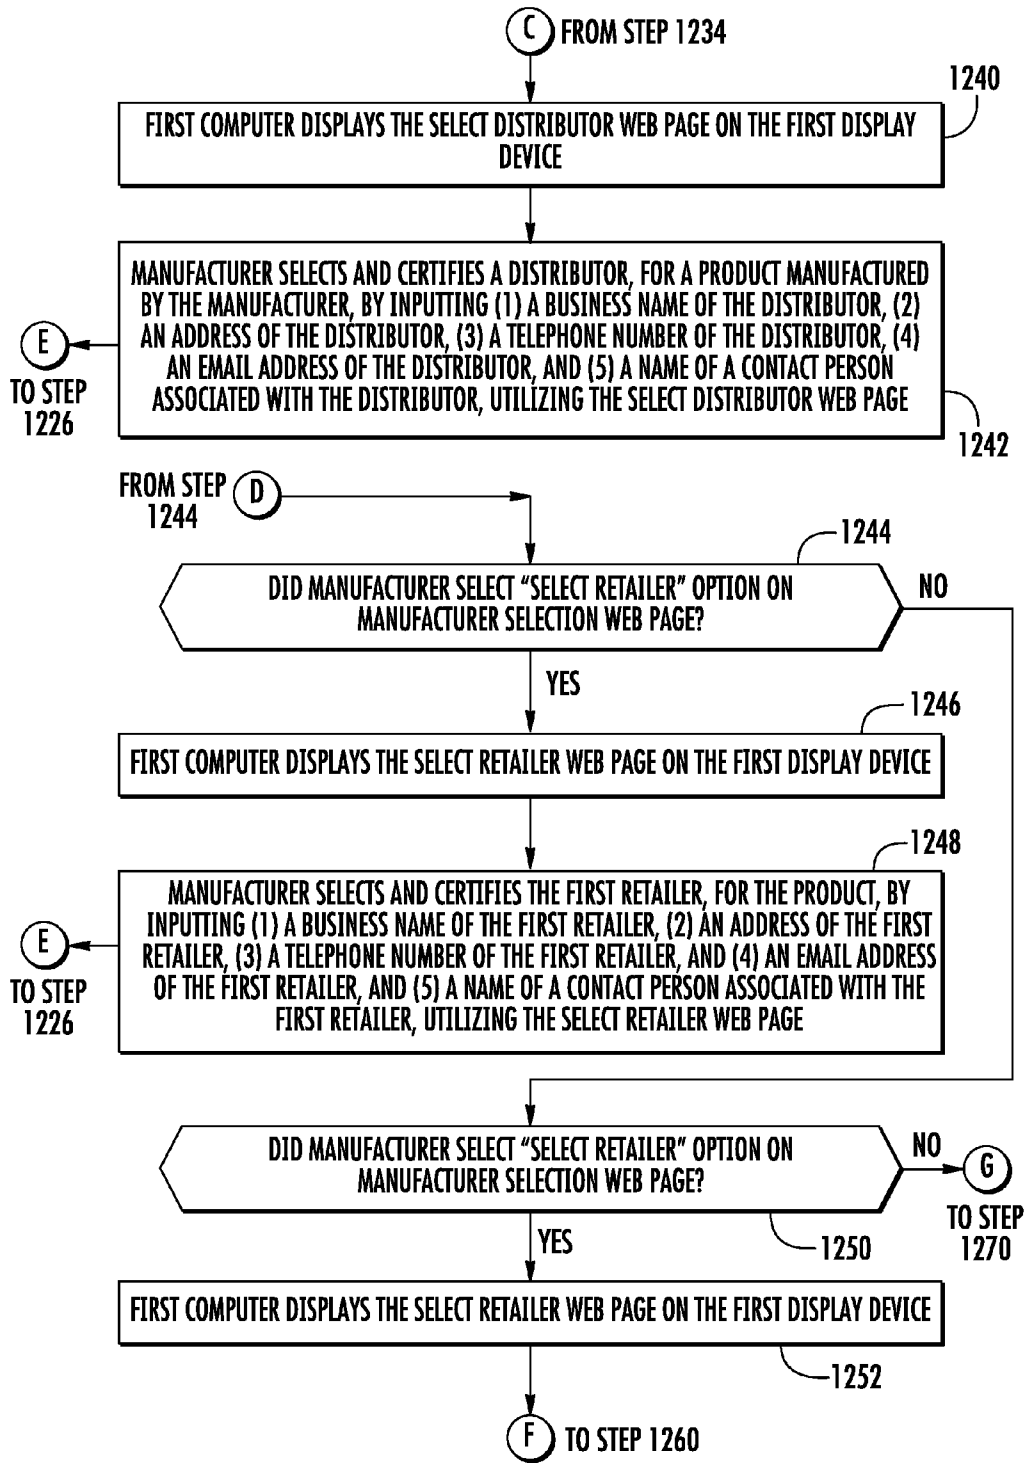 C FROM STEP 1234
1240
FIRST COMPUTER DISPLAYS THE SELECT DISTRIBUTOR WEB PAGE ON THE FIRST DISPLAY
DEVICE
MANUFACTURER SELECTS AND CERTIFIES A DISTRIBUTOR, FOR A PRODUCT MANUFACTURED
BY THE MANUFACTURER, BY INPUTTING (1) A BUSINESS NAME OF THE DISTRIBUTOR, (2)
AN ADDRESS OF THE DISTRIBUTOR, (3) A TELEPHONE NUMBER OF THE DISTRIBUTOR, (4)
AN EMAIL ADDRESS OF THE DISTRIBUTOR, AND (5) A NAME OF A CONTACT PERSON
ASSOCIATED WITH THE DISTRIBUTOR, UTILIZING THE SELECT DISTRIBUTOR WEB PAGE
E
TO STEP
1226
1242
FROM STEP D
1244
1244
DID MANUFACTURER SELECT “SELECT RETAILER” OPTION ON
MANUFACTURER SELECTION WEB PAGE?
NO
YES
1246
FIRST COMPUTER DISPLAYS THE SELECT RETAILER WEB PAGE ON THE FIRST DISPLAY DEVICE
1248
MANUFACTURER SELECTS AND CERTIFIES THE FIRST RETAILER, FOR THE PRODUCT, BY
INPUTTING (1) A BUSINESS NAME OF THE FIRST RETAILER, (2) AN ADDRESS OF THE FIRST
RETAILER, (3) A TELEPHONE NUMBER OF THE FIRST RETAILER, AND (4) AN EMAIL ADDRESS
OF THE FIRST RETAILER, AND (5) A NAME OF A CONTACT PERSON ASSOCIATED WITH THE
FIRST RETAILER, UTILIZING THE SELECT RETAILER WEB PAGE
E
TO STEP
1226
DID MANUFACTURER SELECT “SELECT RETAILER” OPTION ON
MANUFACTURER SELECTION WEB PAGE?
NO
G
TO STEP
1270
1250
YES
FIRST COMPUTER DISPLAYS THE SELECT RETAILER WEB PAGE ON THE FIRST DISPLAY DEVICE
1252
F TO STEP 1260